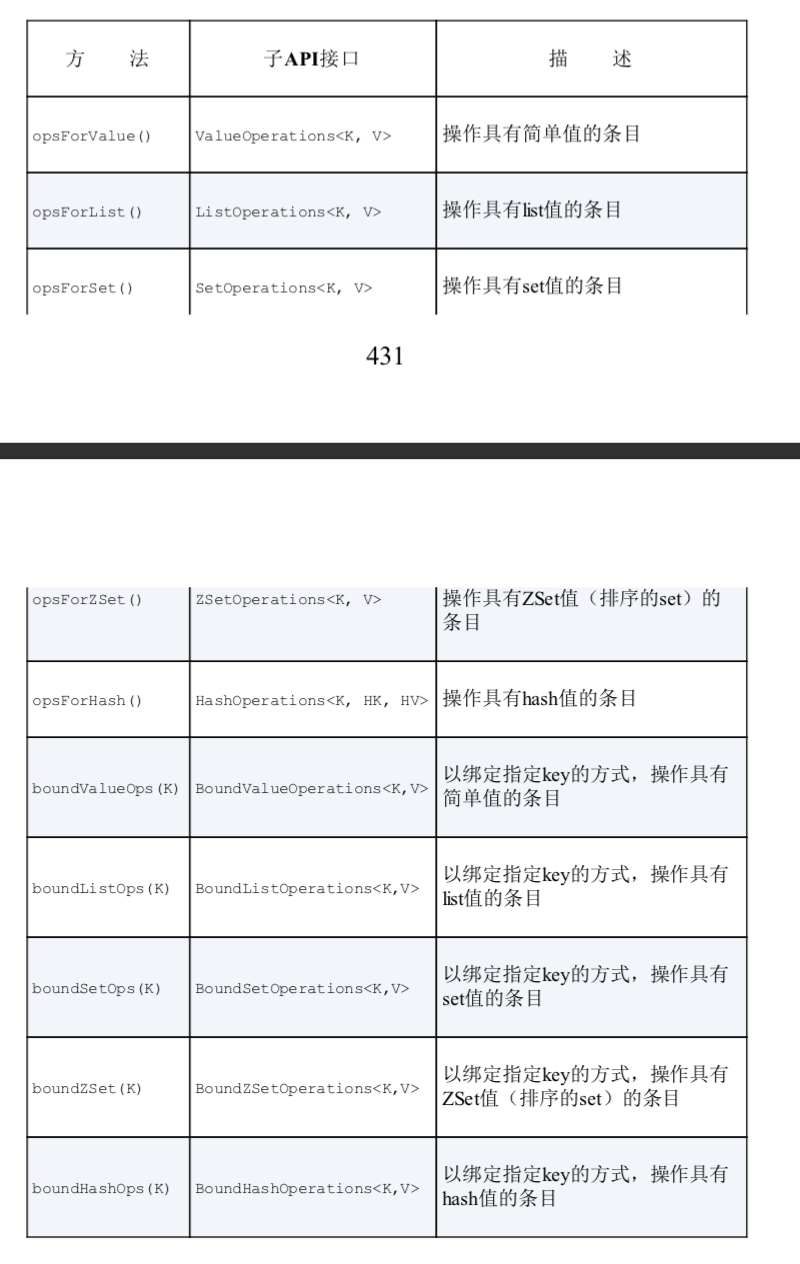 方 法 子API接口 描 述
opsForValue() ValueOperations<K, V> 操作具有简单值的条目
opsForList() ListOperations<K, V> 操作具有list值的条目
opsForSet() SetOperations<K, V> 操作具有set值的条目
431
opsForZSet() ZSetOperations<K, V> 操作具有ZSet值（排序的set）的
条目
opsForHash() HashOperations<K, HK, HV> 操作具有hash值的条目
boundValueOps(K) BoundValueOperations<K,V> 以绑定指定key的方式，操作具有
简单值的条目
boundListOps(K) BoundListOperations<K,V> 以绑定指定key的方式，操作具有
list值的条目
boundSetOps(K) BoundSetOperations<K,V> 以绑定指定key的方式，操作具有
set值的条目
boundZSet(K) BoundZSetOperations<K,V> 以绑定指定key的方式，操作具有
ZSet值（排序的set）的条目
boundHashOps(K) BoundHashOperations<K,V> 以绑定指定key的方式，操作具有
hash值的条目